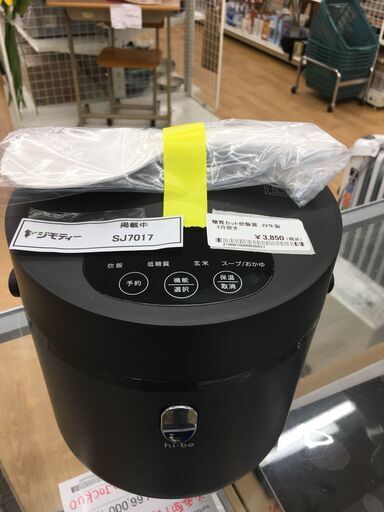 掲載中
ジモティー
SJ7017
糖質カット炊飯器 22年製
3合炊き
￥3,850(税込)
炊飯 低糖質 玄米 スープ/おかゆ
予約
機能
選択
保温
取消
hi-be